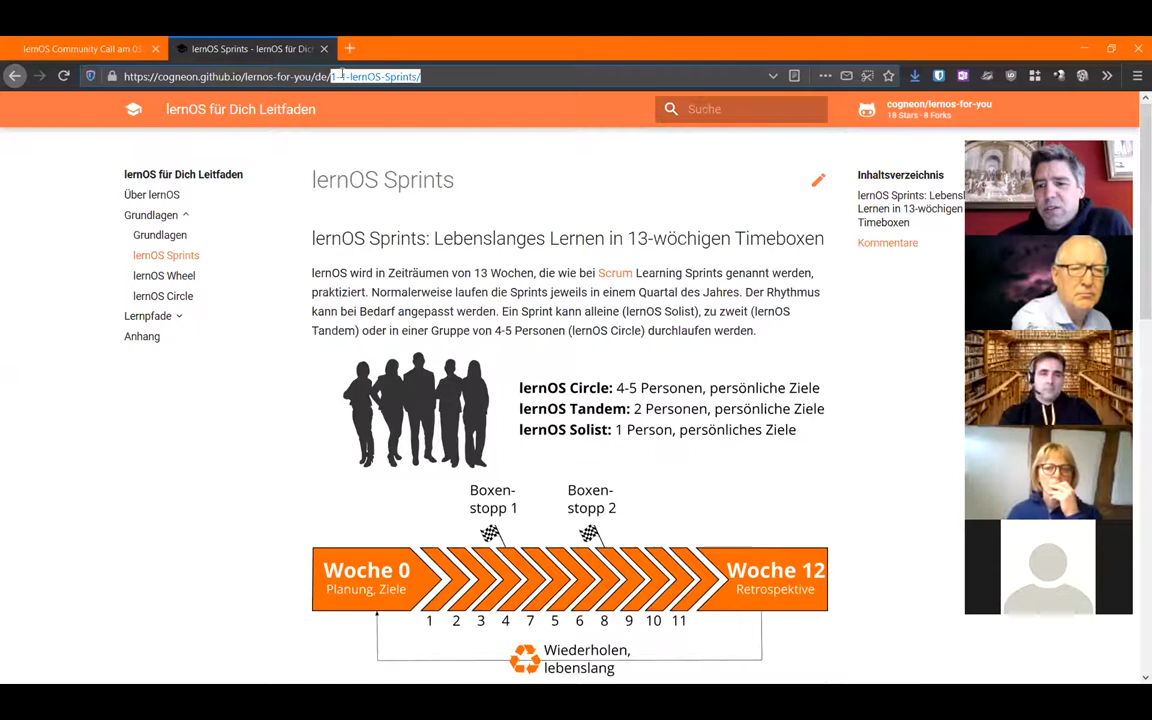 lernOS Community Call am 05
lernOS Sprints - lernOS für Dich
https://cogneon.github.io/lernos-for-you/de/1-1-lernOS-Sprints/
lernOS für Dich Leitfaden
Suche
cogneon/lernos-for-you
18 Stars · 8 Forks
lernOS für Dich Leitfaden
Über lernOS
Grundlagen
Grundlagen
lernOS Sprints
lernOS Wheel
lernOS Circle
Lernpfade
Anhang
lernOS Sprints
lernOS Sprints: Lebenslanges Lernen in 13-wöchigen Timeboxen
lernOS wird in Zeiträumen von 13 Wochen, die wie bei Scrum Learning Sprints genannt werden,
praktiziert. Normalerweise laufen die Sprints jeweils in einem Quartal des Jahres. Der Rhythmus
kann bei Bedarf angepasst werden. Ein Sprint kann alleine (lernOS Solist), zu zweit (lernOS
Tandem) oder in einer Gruppe von 4-5 Personen (lernOS Circle) durchlaufen werden.
lernOS Circle: 4-5 Personen, persönliche Ziele
lernOS Tandem: 2 Personen, persönliche Ziele
lernOS Solist: 1 Person, persönliches Ziele
Boxen-
stopp 1
Boxen-
stopp 2
Woche 0
Planung, Ziele
Woche 12
Retrospektive
1 2 3 4 7 5 6 8 9 10 11
Wiederholen,
lebenslang
Inhaltsverzeichnis
lernOS Sprints: Lebensl
Lernen in 13-wöchigen
Timeboxen
Kommentare